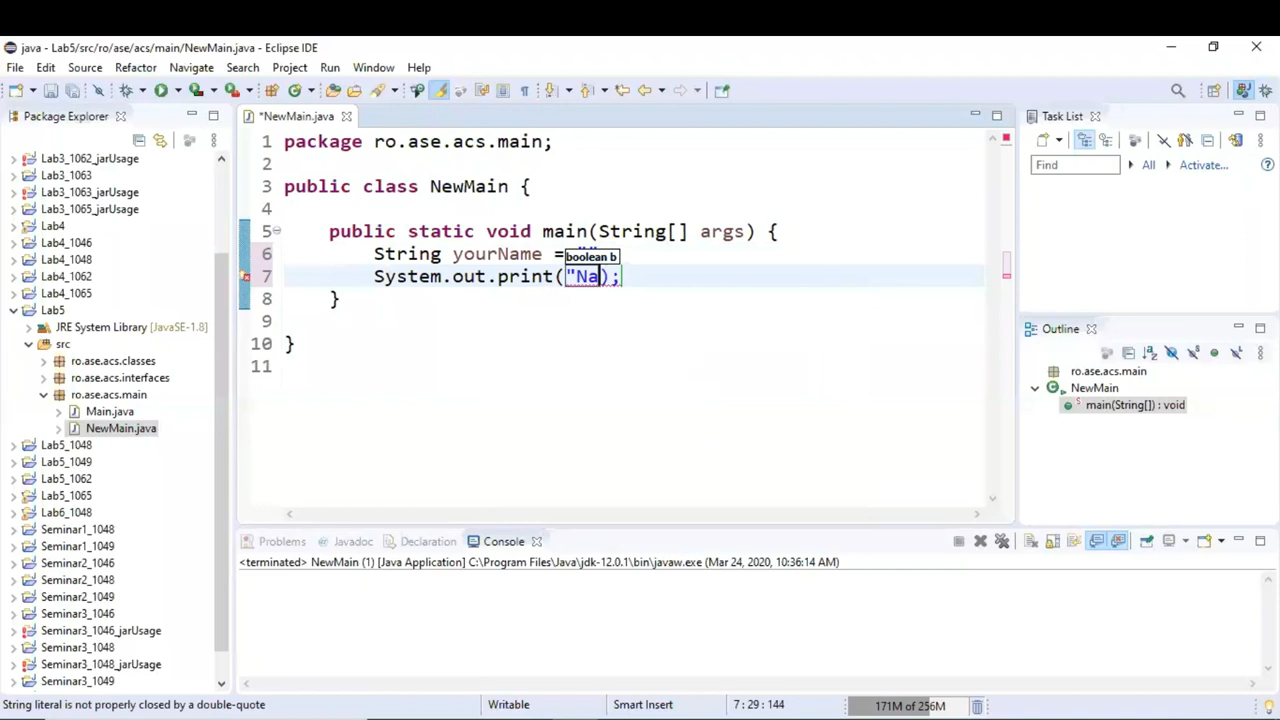 java - Lab5/src/ro/ase/acs/main/NewMain.java - Eclipse IDE
File Edit Source Refactor Navigate Search Project Run Window Help
Package Explorer
Lab3_1062_jarUsage
Lab3_1063
Lab3_1063_jarUsage
Lab3_1065_jarUsage
Lab4
Lab4_1046
Lab4_1048
Lab4_1062
Lab4_1065
Lab5
JRE System Library [JavaSE-1.8]
src
ro.ase.acs.classes
ro.ase.acs.interfaces
ro.ase.acs.main
Main.java
NewMain.java
Lab5_1048
Lab5_1049
Lab5_1062
Lab5_1065
Lab6_1048
Seminar1_1048
Seminar1_1049
Seminar2_1046
Seminar2_1048
Seminar2_1049
Seminar3_1046
Seminar3_1046_jarUsage
Seminar3_1048
Seminar3_1048_jarUsage
Seminar3_1049
*NewMain.java
1 package ro.ase.acs.main;
2
3 public class NewMain {
4
5 public static void main(String[] args) {
6 String yourName =
boolean b
7 System.out.print("Na);
8 }
9
10 }
11
Task List
Find All Activate...
Outline
ro.ase.acs.main
NewMain
main(String[]) : void
Problems Javadoc Declaration Console
<terminated> NewMain (1) [Java Application] C:\Program Files\Java\jdk-12.0.1\bin\javaw.exe (Mar 24, 2020, 10:36:14 AM)
String literal is not properly closed by a double-quote Writable Smart Insert 7 : 29 : 144 171M of 256M